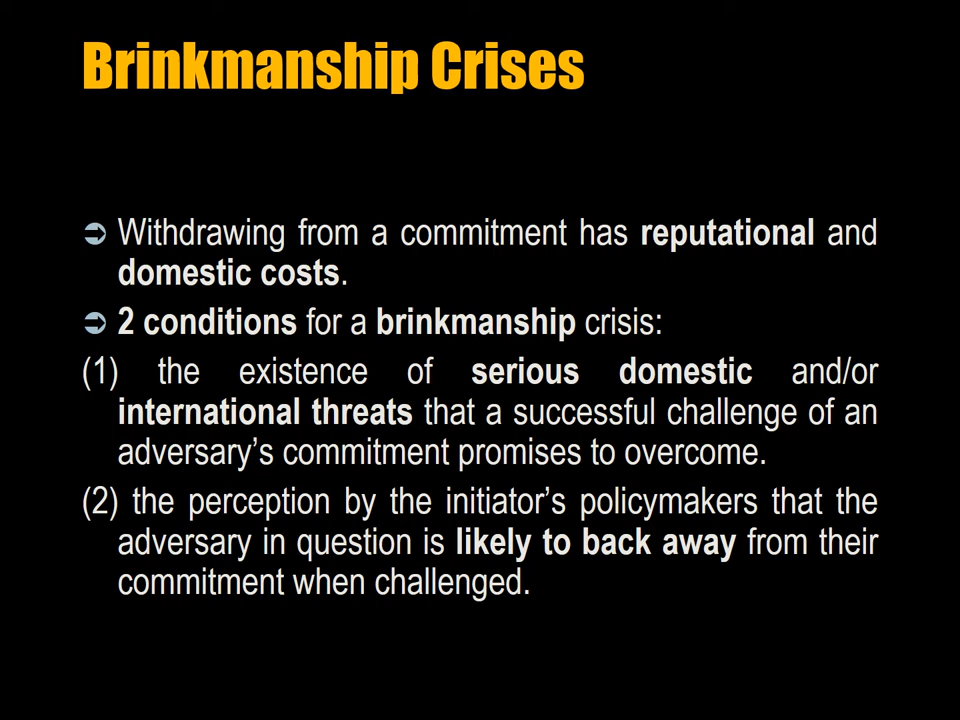 Brinkmanship Crises
➲ Withdrawing from a commitment has reputational and
domestic costs.
➲ 2 conditions for a brinkmanship crisis:
(1) the existence of serious domestic and/or
international threats that a successful challenge of an
adversary’s commitment promises to overcome.
(2) the perception by the initiator’s policymakers that the
adversary in question is likely to back away from their
commitment when challenged.